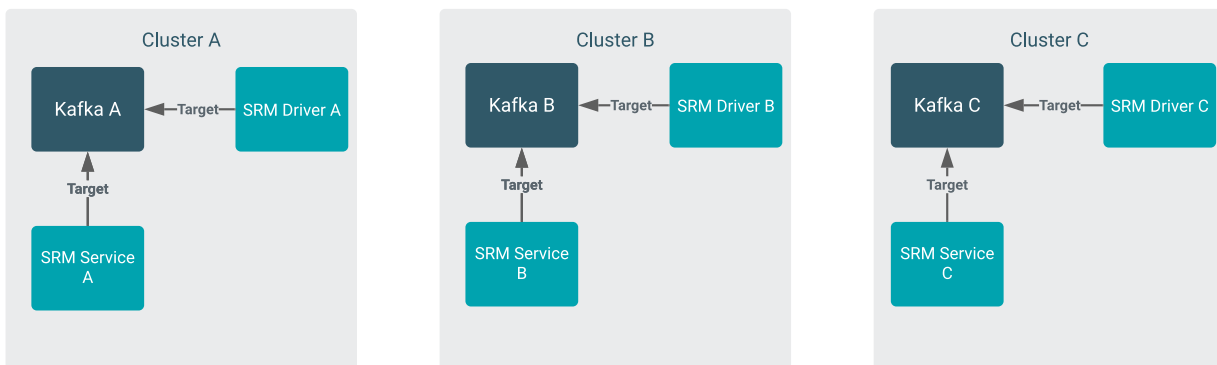 Cluster A
Kafka A
Target
SRM Driver A
Target
SRM Service
A
Cluster B
Kafka B
Target
SRM Driver B
Target
SRM Service
B
Cluster C
Kafka C
Target
SRM Driver C
Target
SRM Service
C